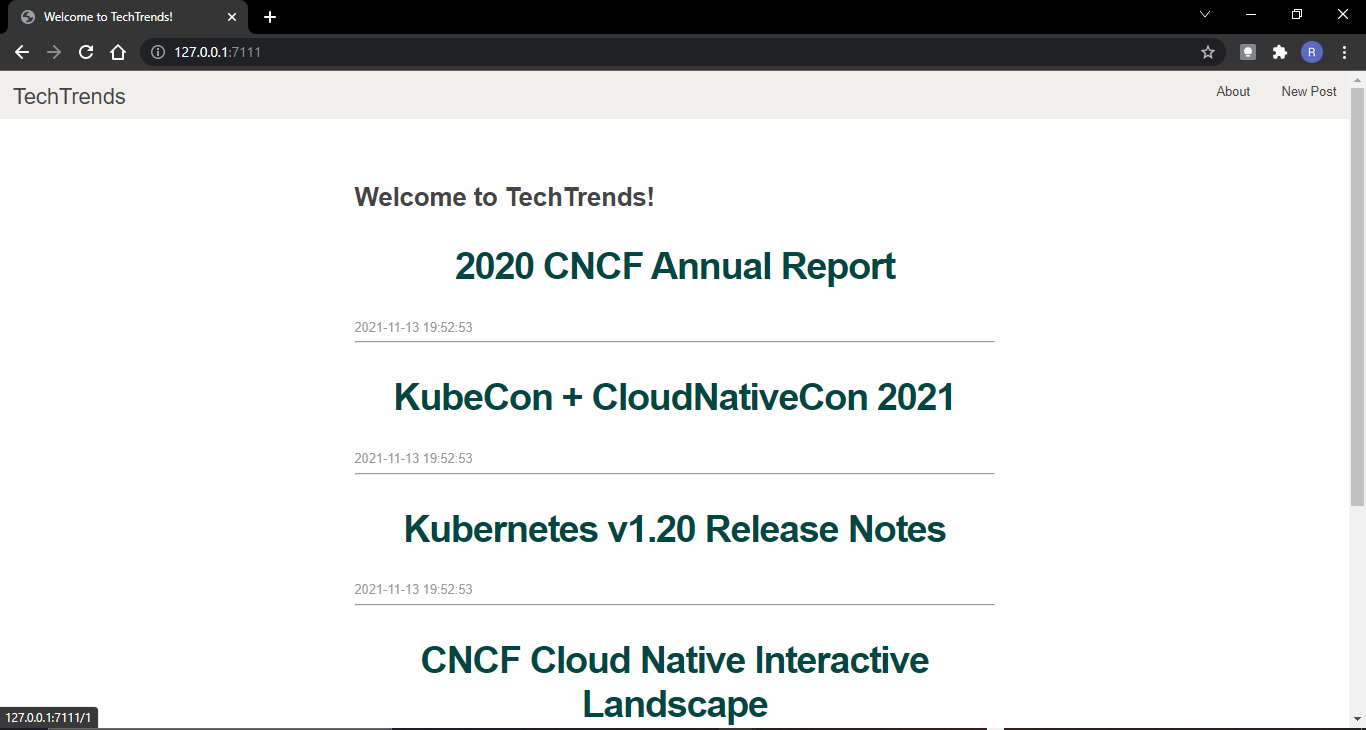 Welcome to TechTrends!
127.0.0.1:7111
R
TechTrends
About
New Post
Welcome to TechTrends!
2020 CNCF Annual Report
2021-11-13 19:52:53
KubeCon + CloudNativeCon 2021
2021-11-13 19:52:53
Kubernetes v1.20 Release Notes
2021-11-13 19:52:53
CNCF Cloud Native Interactive
Landscape
127.0.0.1:7111/1